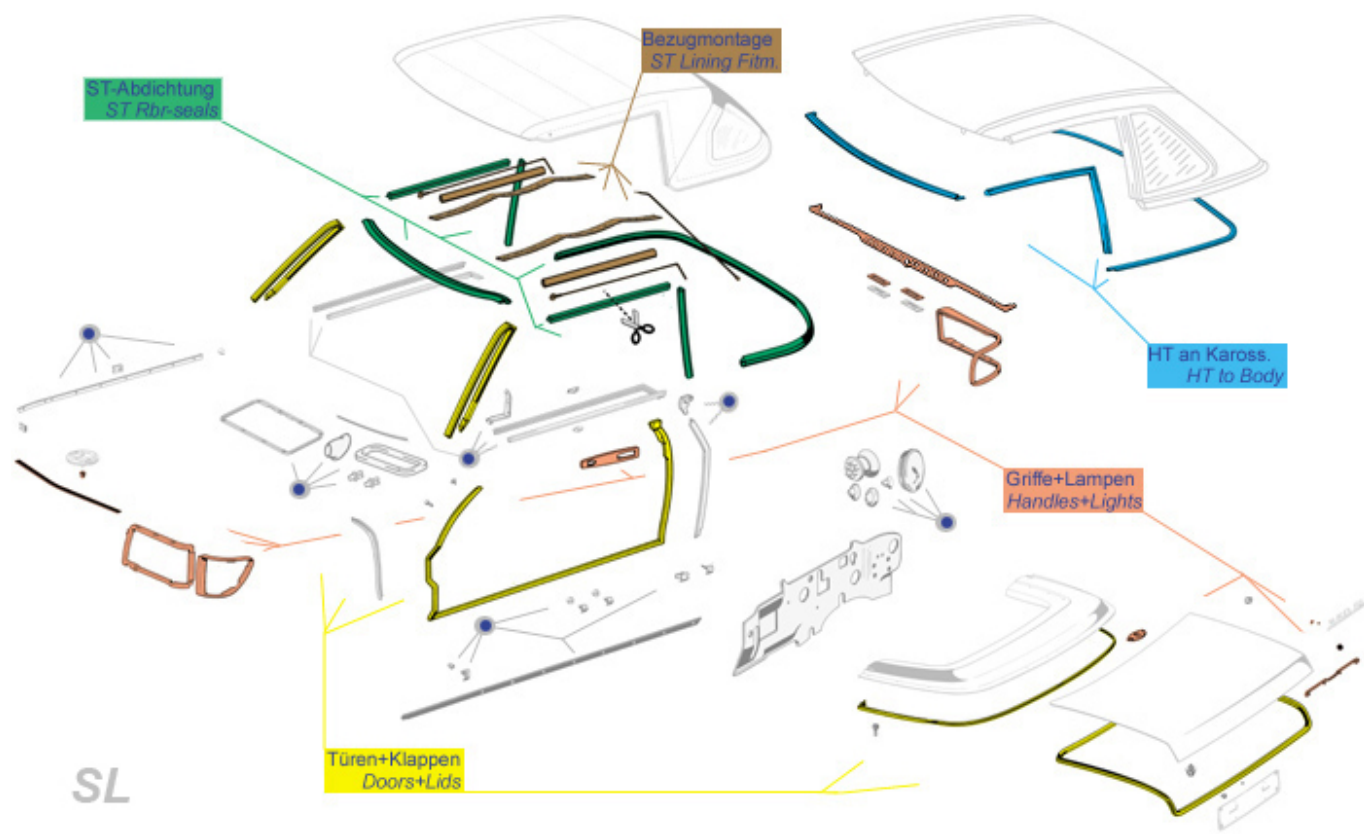 Bezugmontage
ST Lining Fitm.
ST-Abdichtung
ST Rbr-seals
HT an Kaross.
HT to Body
Griffe+Lampen
Handles+Lights
Türen+Klappen
Doors+Lids
SL